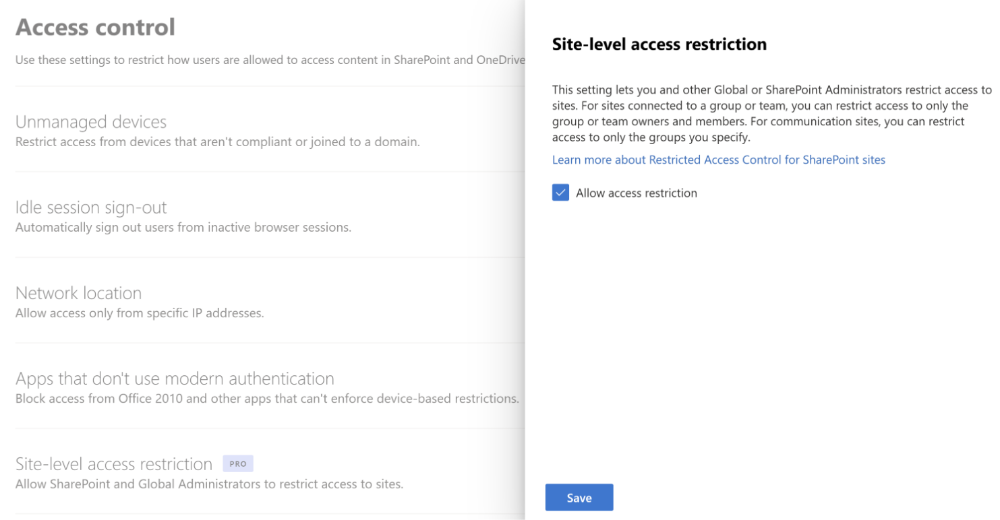 Access control
Use these settings to restrict how users are allowed to access content in SharePoint and OneDrive
Unmanaged devices
Restrict access from devices that aren't compliant or joined to a domain.
Idle session sign-out
Automatically sign out users from inactive browser sessions.
Network location
Allow access only from specific IP addresses.
Apps that don't use modern authentication
Block access from Office 2010 and other apps that can't enforce device-based restrictions.
Site-level access restriction PRO
Allow SharePoint and Global Administrators to restrict access to sites.
Site-level access restriction
This setting lets you and other Global or SharePoint Administrators restrict access to
sites. For sites connected to a group or team, you can restrict access to only the
group or team owners and members. For communication sites, you can restrict
access to only the groups you specify.
Learn more about Restricted Access Control for SharePoint sites
Allow access restriction
Save